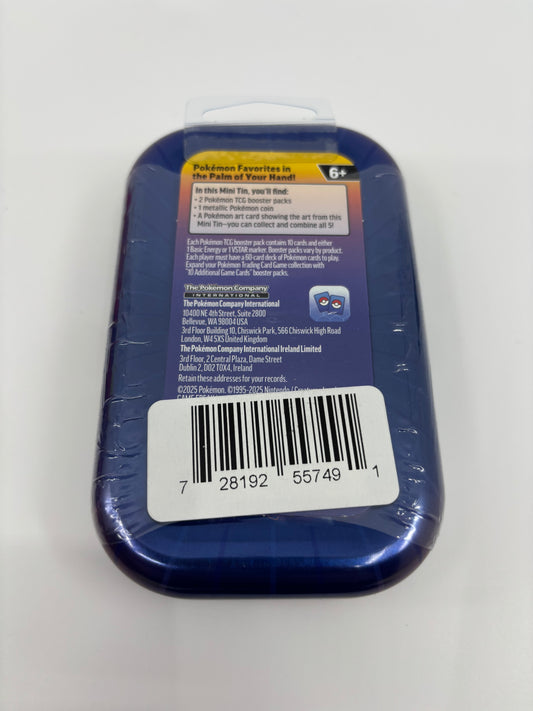 Pokémon Favorites in
the Palm of Your Hand!
6+
In this Mini Tin, you'll find:
• 2 Pokémon TCG booster packs
• 1 metallic Pokémon coin
• A Pokémon art card showing the art from this
Mini Tin—you can collect and combine all 5!
Each Pokémon TCG booster pack contains 10 cards and either
1 Basic Energy or 1 VSTAR marker. Booster packs vary by product.
Each player must have a 60-card deck of Pokémon cards to play.
Expand your Pokémon Trading Card Game collection with
"10 Additional Game Cards" booster packs.
The Pokémon Company
INTERNATIONAL
The Pokémon Company International
10400 NE 4th Street, Suite 2800
Bellevue, WA 98004 USA
3rd Floor Building 10, Chiswick Park, 566 Chiswick High Road
London, W4 5XS United Kingdom
The Pokémon Company International Ireland Limited
3rd Floor, 2 Central Plaza, Dame Street
Dublin 2, D02 T0X4, Ireland
Retain these addresses for your records.
©2025 Pokémon. ©1995–2025 Nintendo /
7 28192 55749 1